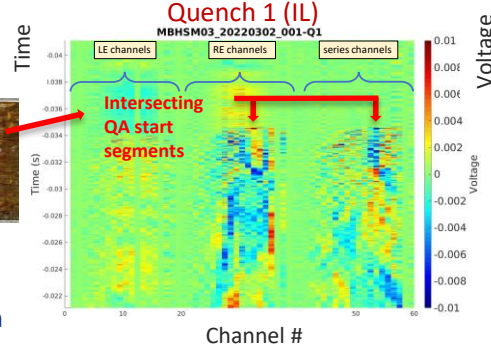 Quench 1 (IL)
MBHSM03_20220302_001-Q1
Time
Voltage
LE channels
RE channels
series channels
Intersecting
QA start
segments
-0.04
-0.038
-0.036
-0.034
-0.032
-0.03
-0.028
-0.026
-0.024
-0.022
Time (s)
0
10
20
50
60
Channel #
0.01
0.008
0.006
0.004
0.002
0
-0.002
-0.004
-0.006
-0.008
-0.01
Voltage